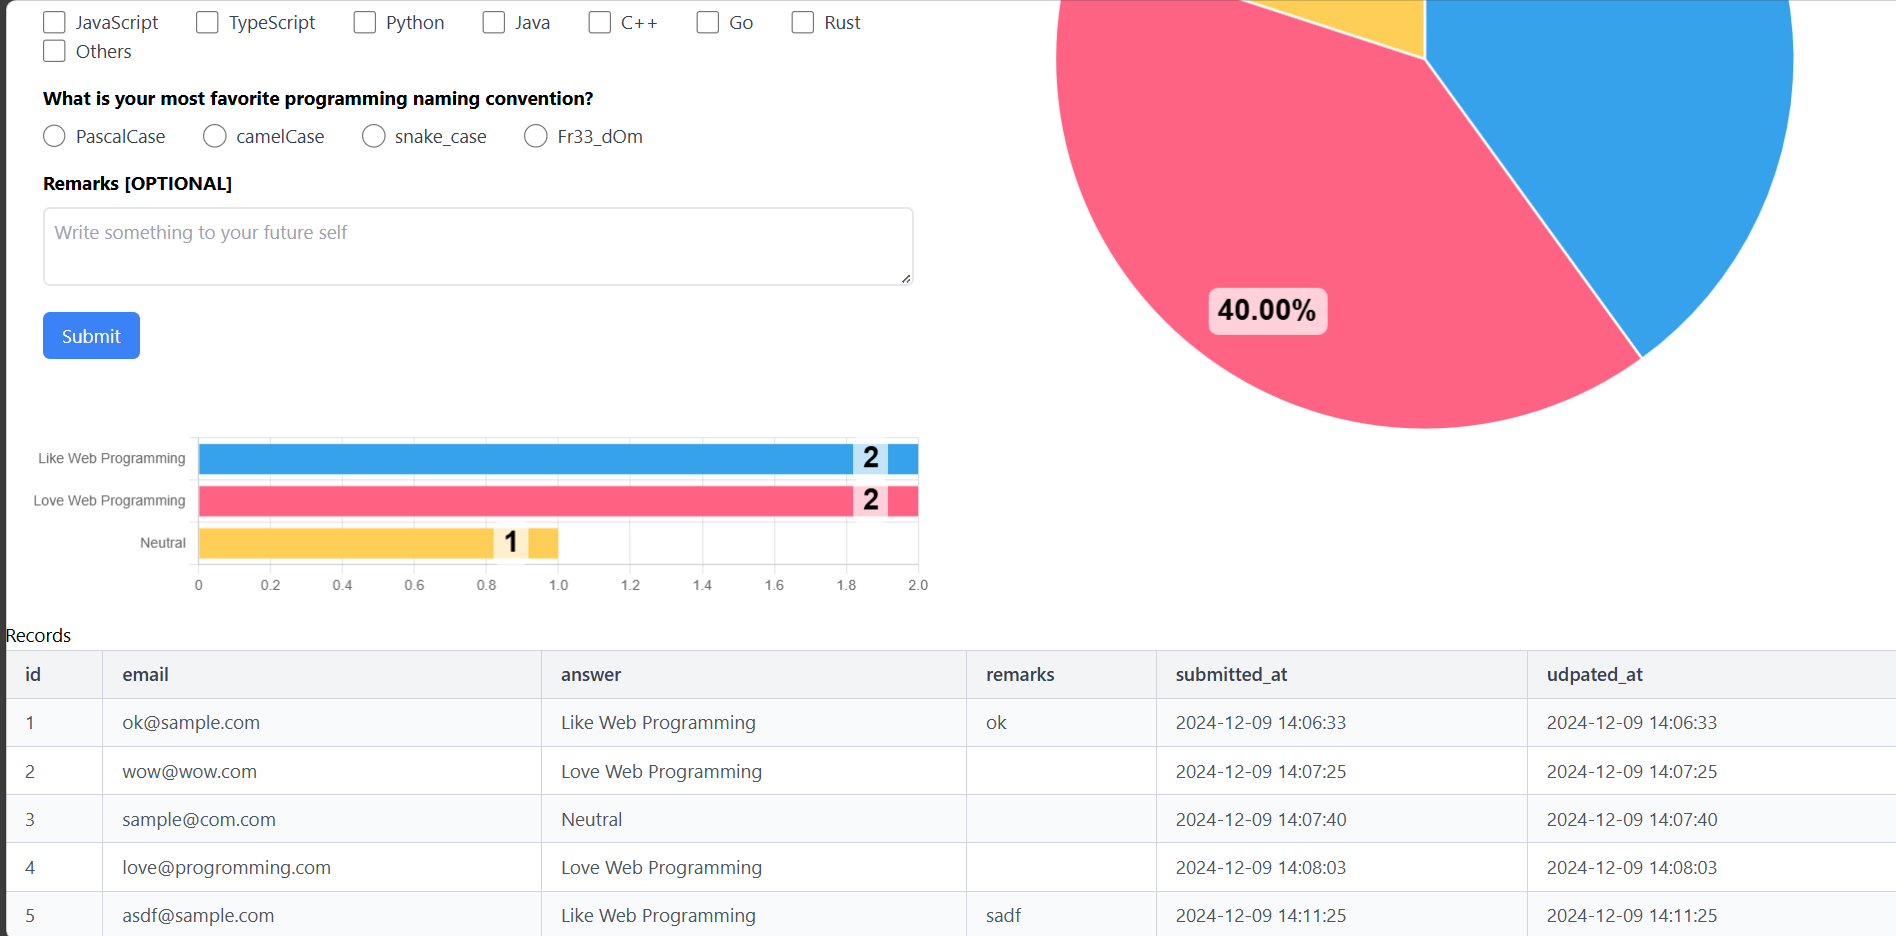 JavaScript TypeScript Python Java C++ Go Rust
Others
What is your most favorite programming naming convention?
PascalCase camelCase snake_case Fr33_dOm
Remarks [OPTIONAL]
Write something to your future self
Submit
40.00%
Like Web Programming 2
Love Web Programming 2
Neutral 1
0 0.2 0.4 0.6 0.8 1.0 1.2 1.4 1.6 1.8 2.0
Records
id email answer remarks submitted_at udpated_at
1 ok@sample.com Like Web Programming ok 2024-12-09 14:06:33 2024-12-09 14:06:33
2 wow@wow.com Love Web Programming 2024-12-09 14:07:25 2024-12-09 14:07:25
3 sample@com.com Neutral 2024-12-09 14:07:40 2024-12-09 14:07:40
4 love@progromming.com Love Web Programming 2024-12-09 14:08:03 2024-12-09 14:08:03
5 asdf@sample.com Like Web Programming sadf 2024-12-09 14:11:25 2024-12-09 14:11:25